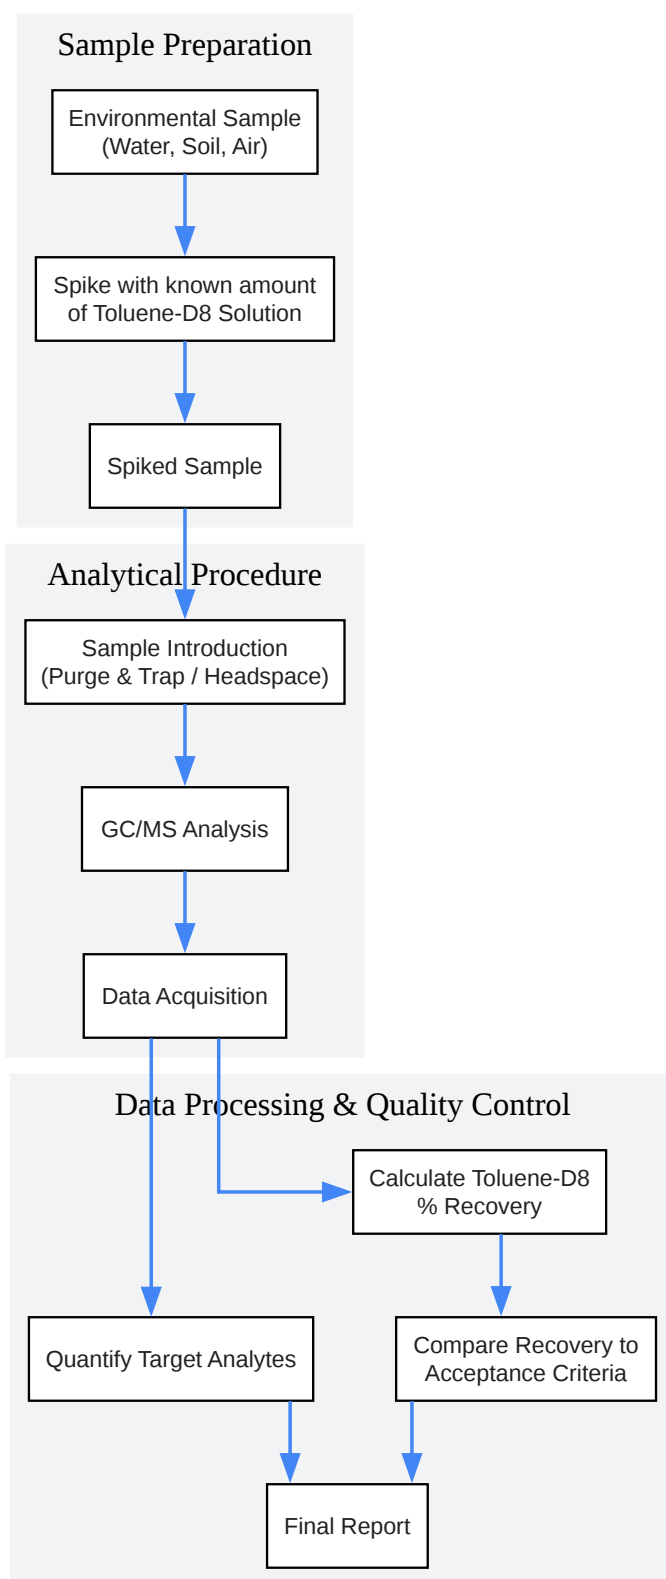 Sample Preparation
Environmental Sample
(Water, Soil, Air)
Spike with known amount
of Toluene-D8 Solution
Spiked Sample
Analytical Procedure
Sample Introduction
(Purge & Trap / Headspace)
GC/MS Analysis
Data Acquisition
Data Processing & Quality Control
Calculate Toluene-D8
% Recovery
Quantify Target Analytes
Compare Recovery to
Acceptance Criteria
Final Report